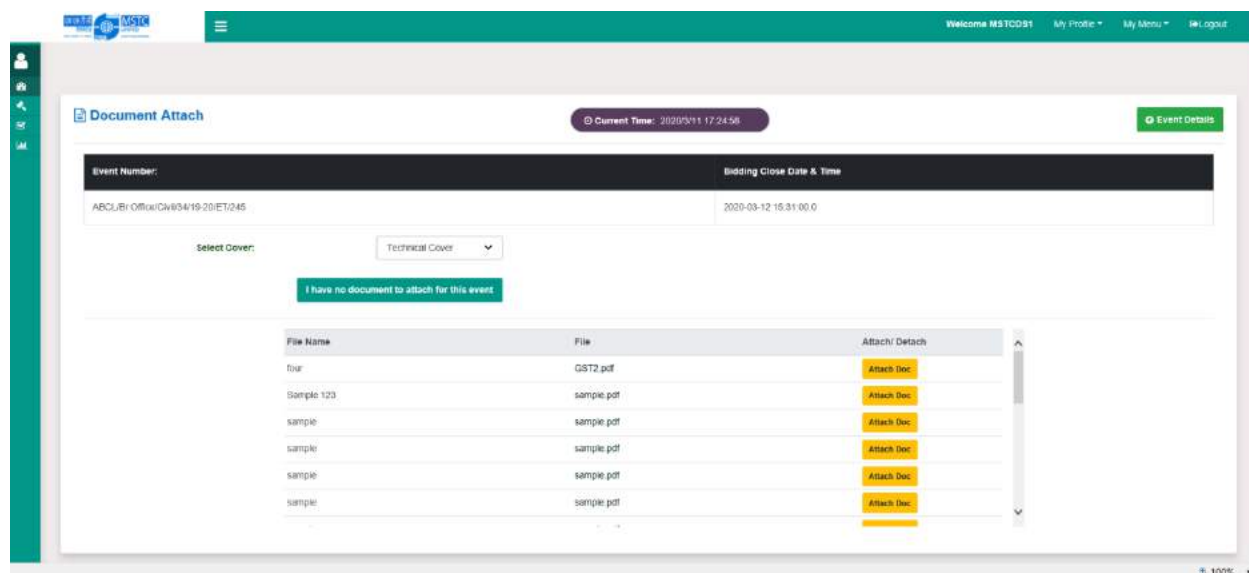 MSTC
Welcome MSTCDS1 My Profile My Menu Logout
Document Attach
Current Time: 2020/3/11 17:24:58
Event Details
Event Number: Bidding Close Date & Time
ABCL/Br Office/Civil/34/19-20/ET/245 2020-03-12 15:31:00.0
Select Cover: Technical Cover
I have no document to attach for this event
File Name File Attach/ Detach
four GST2.pdf Attach Doc
Sample 123 sample.pdf Attach Doc
sample sample.pdf Attach Doc
sample sample.pdf Attach Doc
sample sample.pdf Attach Doc
sample sample.pdf Attach Doc
100%